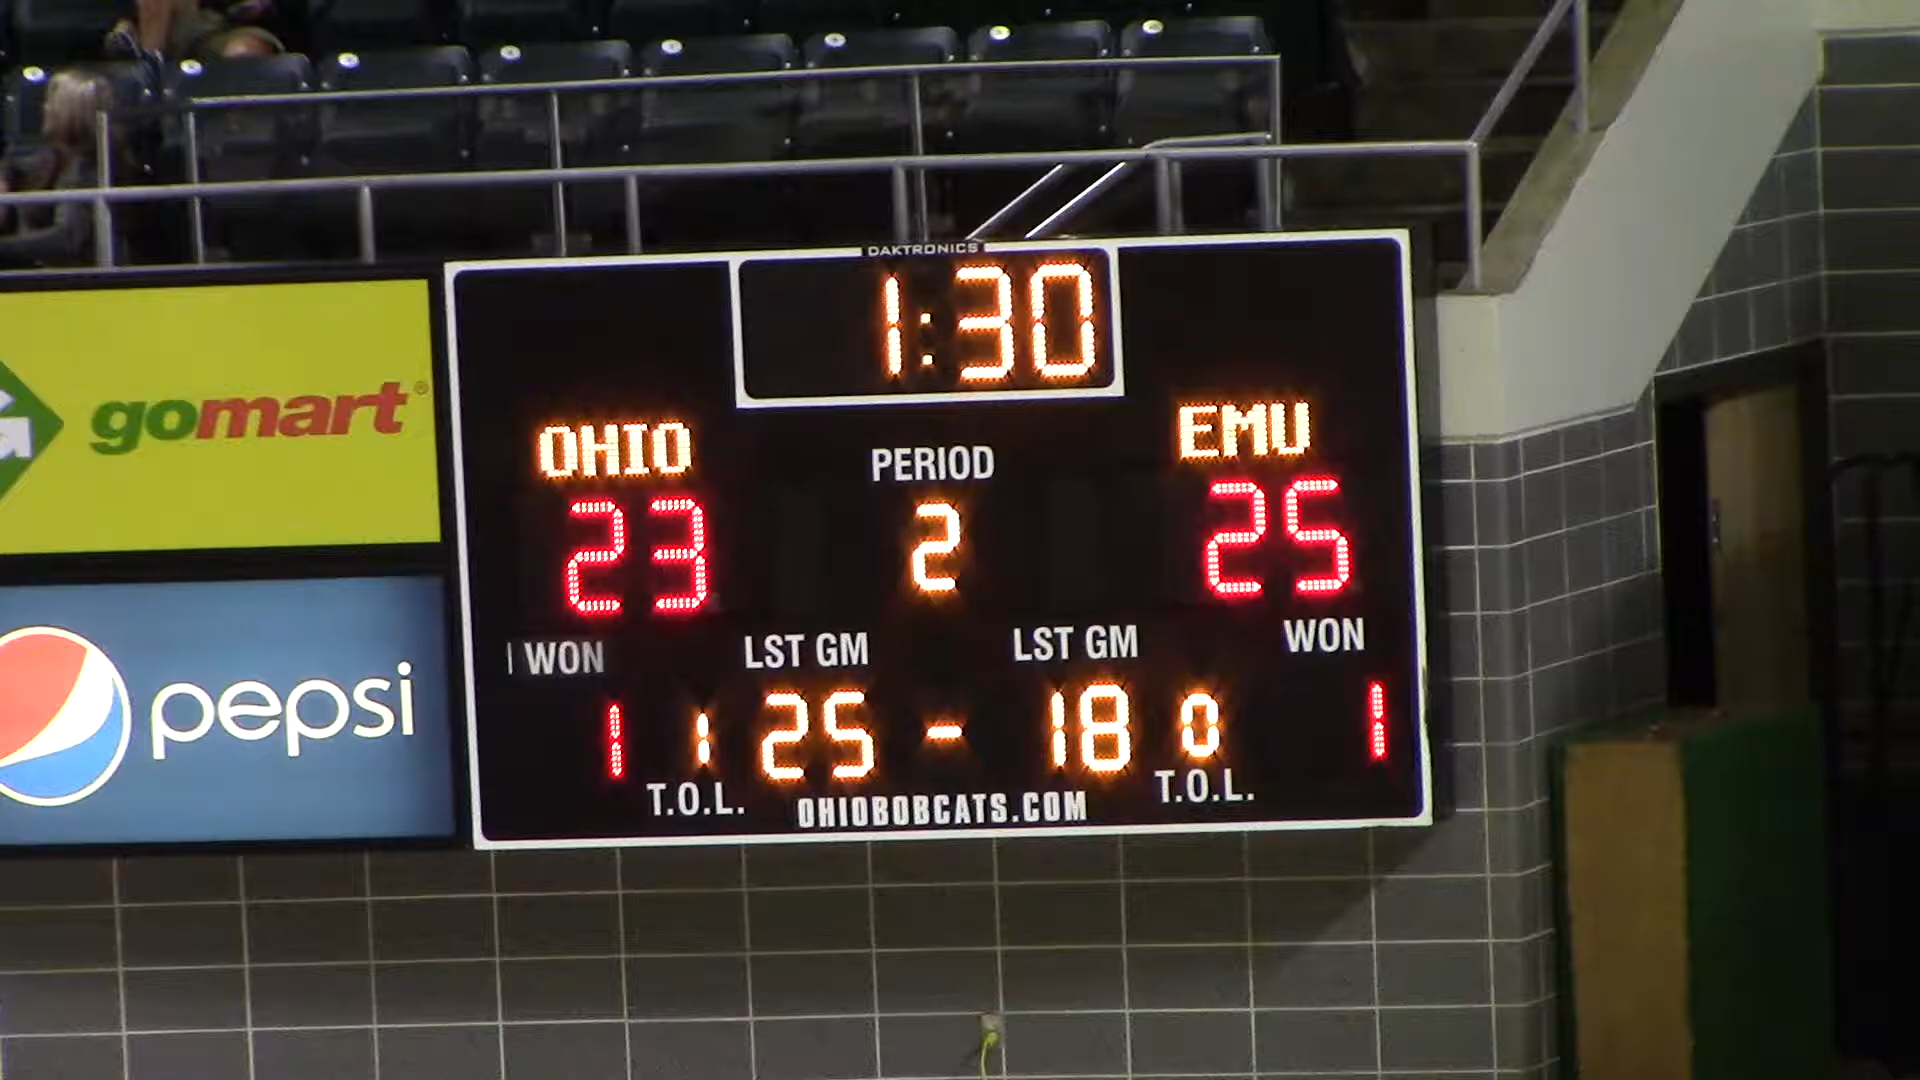 DAKTRONICS
1:30
gomart®
OHIO
PERIOD
EMU
23
2
25
WON
LST GM
LST GM
WON
pepsi
1
1
25 - 18
0
1
T.O.L.
OHIOBOBCATS.COM
T.O.L.